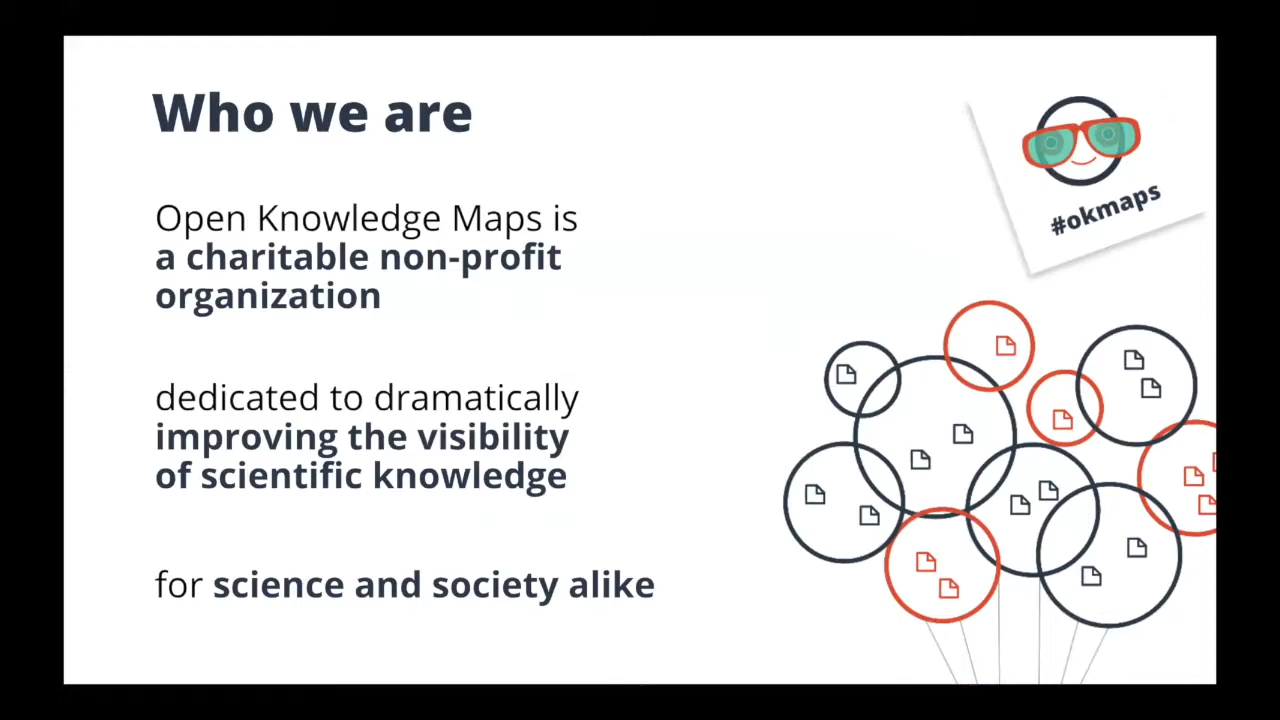 Who we are
#okmaps
Open Knowledge Maps is
a charitable non-profit
organization
dedicated to dramatically
improving the visibility
of scientific knowledge
for science and society alike